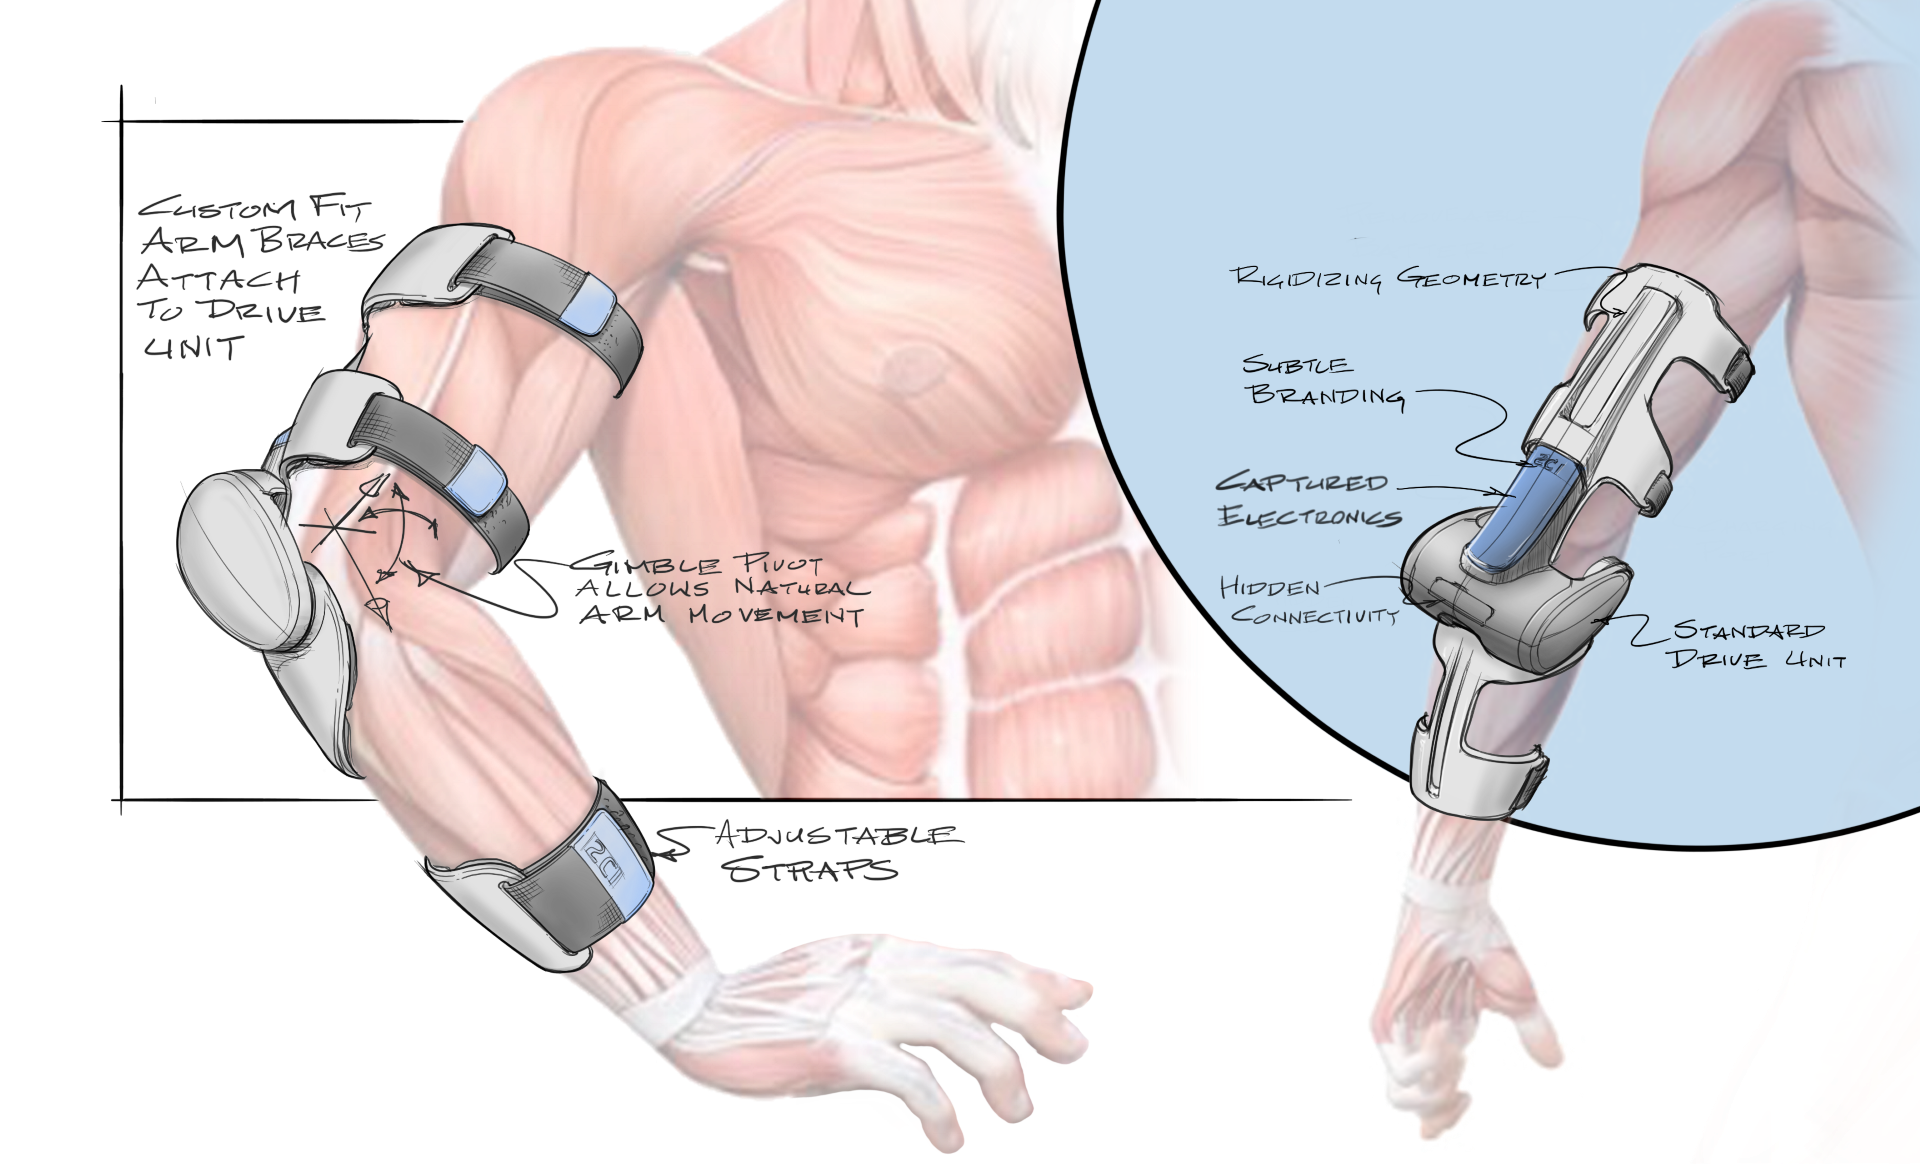 CUSTOM FIT
ARM BRACES
ATTACH
TO DRIVE
UNIT
GIMBLE PIVOT
ALLOWS NATURAL
ARM MOVEMENT
ADJUSTABLE
STRAPS
RIGIDIZING GEOMETRY
SUBTLE
BRANDING
CAPTURED
ELECTRONICS
HIDDEN
CONNECTIVITY
STANDARD
DRIVE UNIT